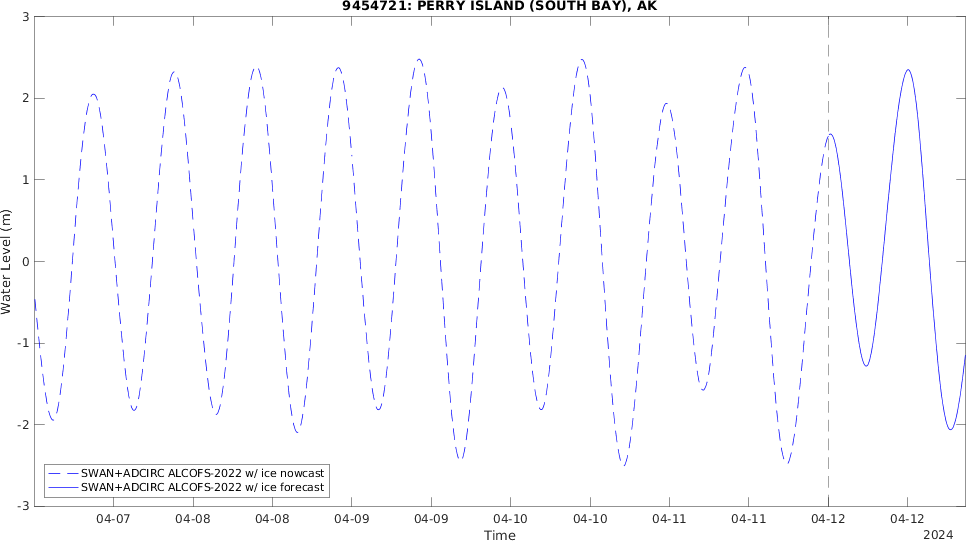 9454721: PERRY ISLAND (SOUTH BAY), AK
3
2
1
0
-1
-2
-3
Water Level (m)
SWAN+ADCIRC ALCOFS-2022 w/ ice nowcast
SWAN+ADCIRC ALCOFS-2022 w/ ice forecast
04-07 04-08 04-08 04-09 04-09 04-10 04-10 04-11 04-11 04-12 04-12
Time
2024